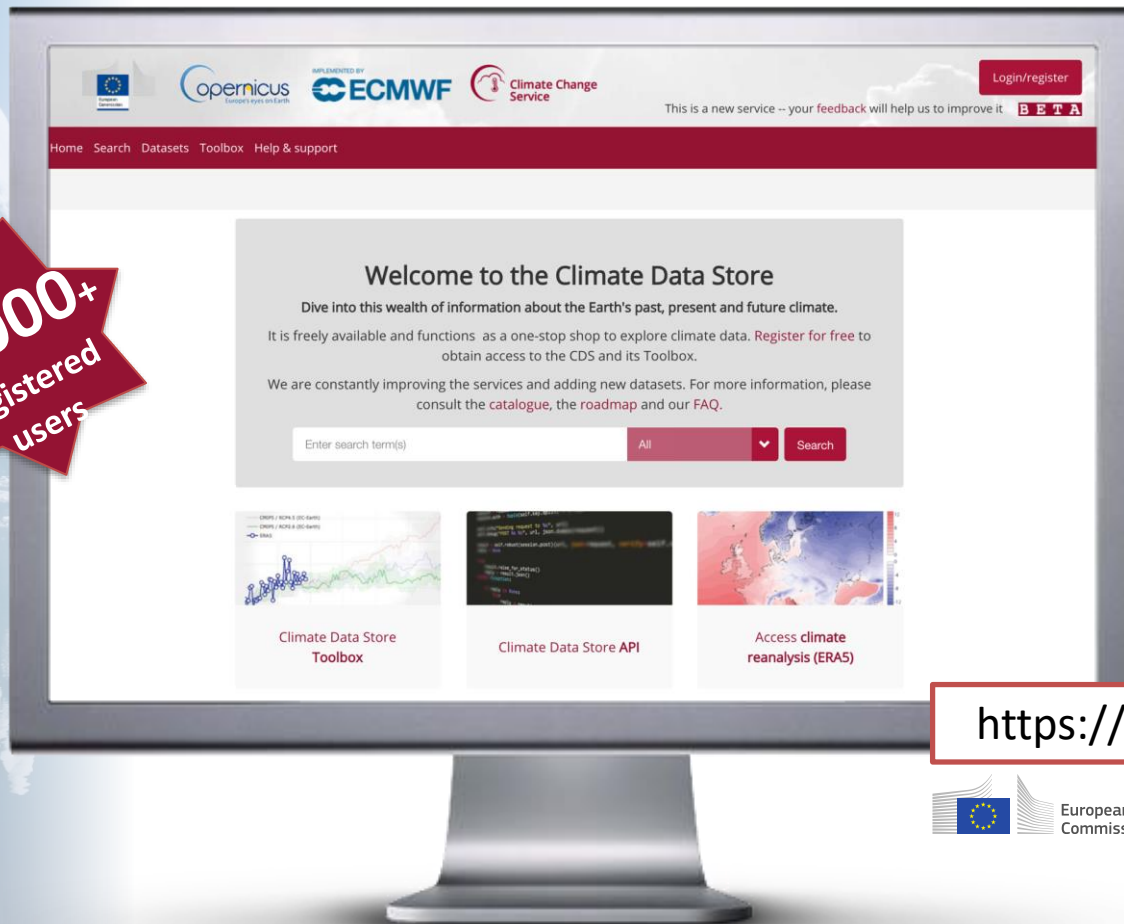 European
Commission
Copernicus
Europe's eyes on Earth
IMPLEMENTED BY
ECMWF
Climate Change
Service
Login/register
This is a new service -- your feedback will help us to improve it BETA
Home Search Datasets Toolbox Help & support
Welcome to the Climate Data Store
Dive into this wealth of information about the Earth's past, present and future climate.
It is freely available and functions as a one-stop shop to explore climate data. Register for free to
obtain access to the CDS and its Toolbox.
We are constantly improving the services and adding new datasets. For more information, please
consult the catalogue, the roadmap and our FAQ.
Enter search term(s) All Search
000+
gistered
users
ERA5
Climate Data Store
Toolbox
Climate Data Store API
Access climate
reanalysis (ERA5)
https://
European
Commiss